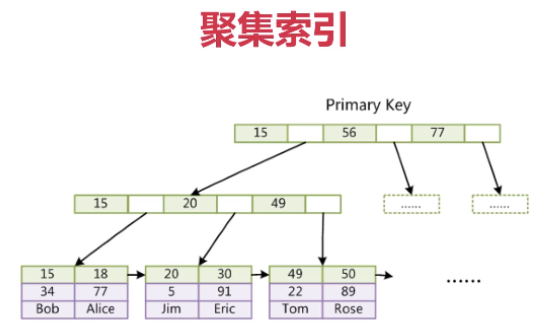 聚集索引
Primary Key
15 56 77
15 20 49
...... ......
15 18 20 30 49 50
34 77 5 91 22 89
Bob Alice Jim Eric Tom Rose
......